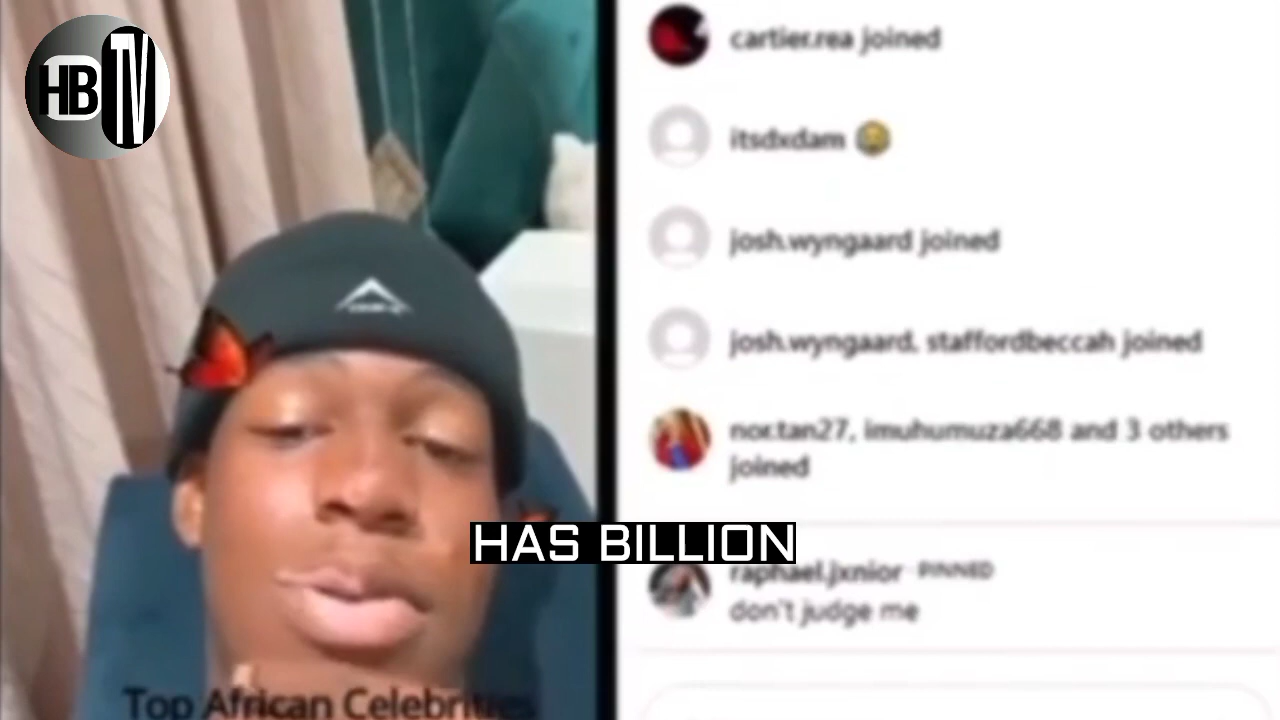 HB TV
cartier.rea joined
itsdxdam 😂
josh.wyngaard joined
josh.wyngaard, staffordbeccah joined
nor.tan27, imuhumuza668 and 3 others
joined
HAS BILLION
raphael.jxnior PINNED
don't judge me
Top African Celebrities